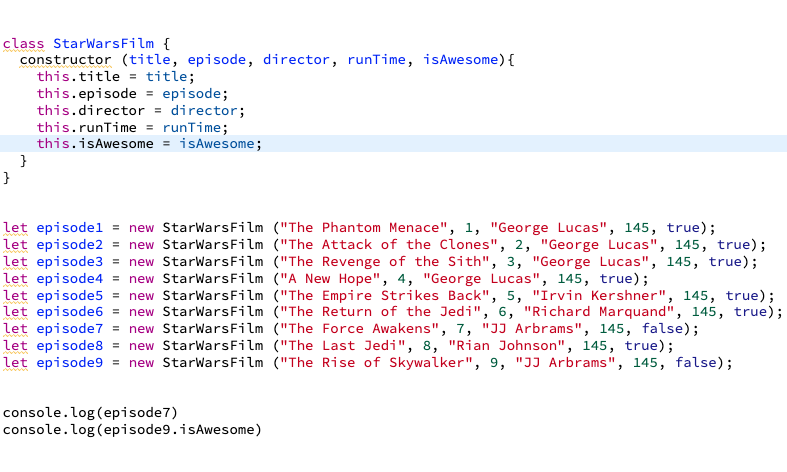 class StarWarsFilm {
  constructor (title, episode, director, runTime, isAwesome){
    this.title = title;
    this.episode = episode;
    this.director = director;
    this.runTime = runTime;
    this.isAwesome = isAwesome;
  }
}
let episode1 = new StarWarsFilm ("The Phantom Menace", 1, "George Lucas", 145, true);
let episode2 = new StarWarsFilm ("The Attack of the Clones", 2, "George Lucas", 145, true);
let episode3 = new StarWarsFilm ("The Revenge of the Sith", 3, "George Lucas", 145, true);
let episode4 = new StarWarsFilm ("A New Hope", 4, "George Lucas", 145, true);
let episode5 = new StarWarsFilm ("The Empire Strikes Back", 5, "Irvin Kershner", 145, true);
let episode6 = new StarWarsFilm ("The Return of the Jedi", 6, "Richard Marquand", 145, true);
let episode7 = new StarWarsFilm ("The Force Awakens", 7, "JJ Arbrams", 145, false);
let episode8 = new StarWarsFilm ("The Last Jedi", 8, "Rian Johnson", 145, true);
let episode9 = new StarWarsFilm ("The Rise of Skywalker", 9, "JJ Arbrams", 145, false);
console.log(episode7)
console.log(episode9.isAwesome)